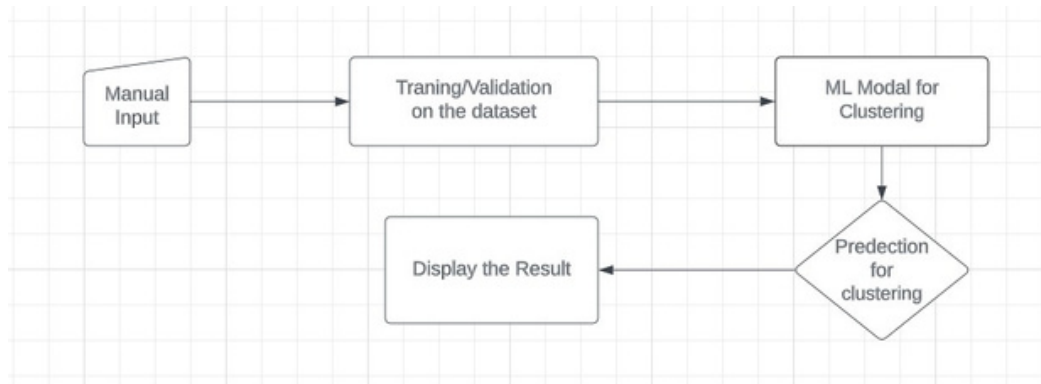 Manual
Input
Traning/Validation
on the dataset
ML Modal for
Clustering
Predection
for
clustering
Display the Result